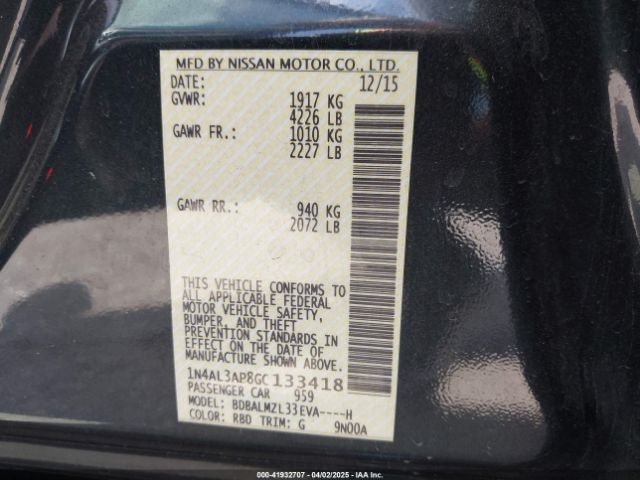 MFD BY NISSAN MOTOR CO., LTD.
DATE: 12/15
GVWR: 1917 KG
4226 LB
GAWR FR.: 1010 KG
2227 LB
GAWR RR.: 940 KG
2072 LB
THIS VEHICLE CONFORMS TO
ALL APPLICABLE FEDERAL
MOTOR VEHICLE SAFETY,
BUMPER, AND THEFT
PREVENTION STANDARDS IN
EFFECT ON THE DATE OF
MANUFACTURE SHOWN ABOVE.
1N4AL3AP8GC133418
PASSENGER CAR 959
MODEL: BDBALMZL33EVA----H
COLOR: RBD TRIM: G 9N00A
000-41932707 - 04/02/2025 - IAAI.com